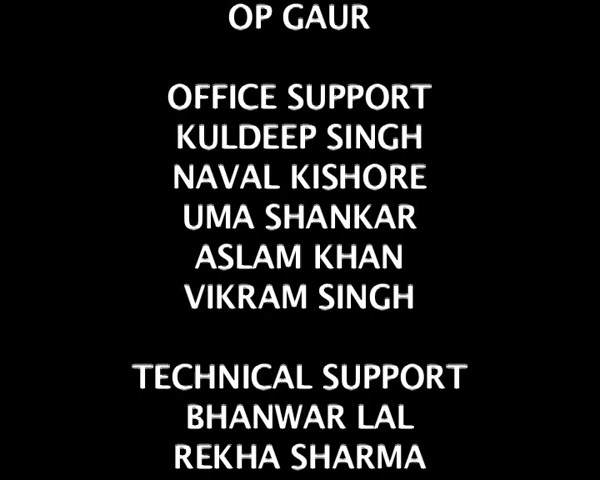 OP GAUR
OFFICE SUPPORT
KULDEEP SINGH
NAVAL KISHORE
UMA SHANKAR
ASLAM KHAN
VIKRAM SINGH
TECHNICAL SUPPORT
BHANWAR LAL
REKHA SHARMA